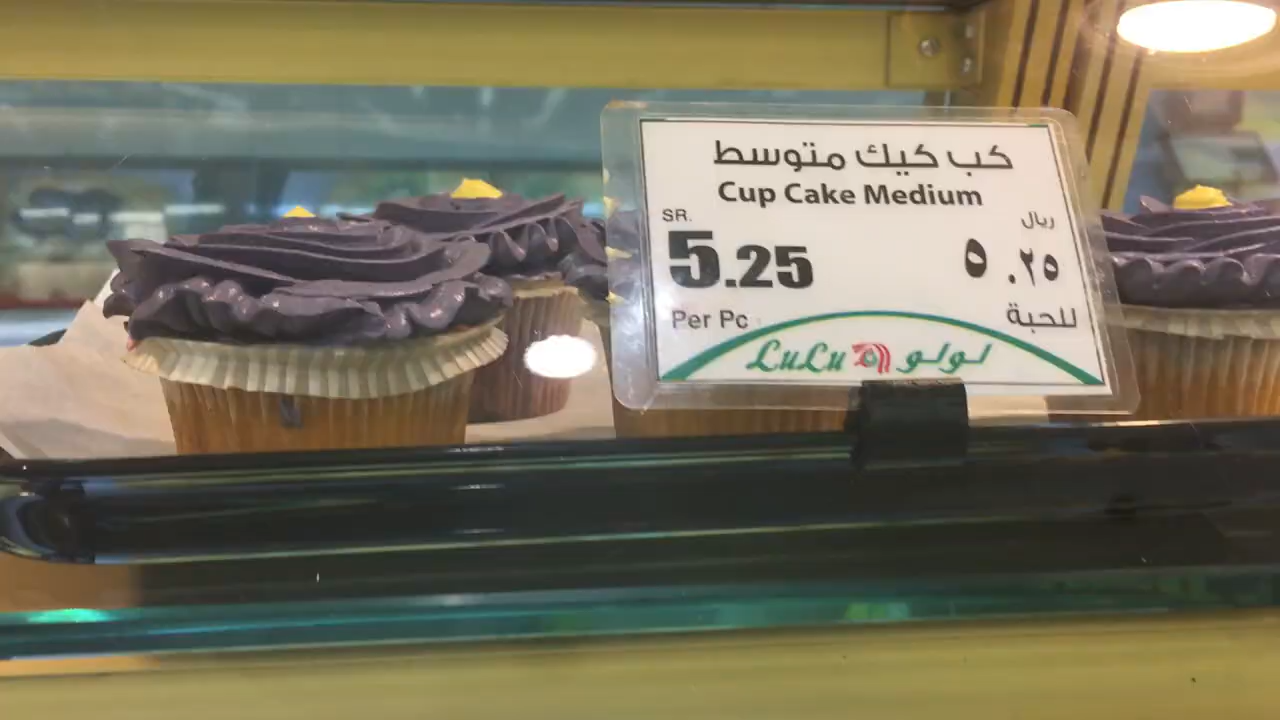 كب كيك متوسط
Cup Cake Medium
SR. ريال
5.25 ٥.٢٥
Per Pc للحبة
LuLu لولو